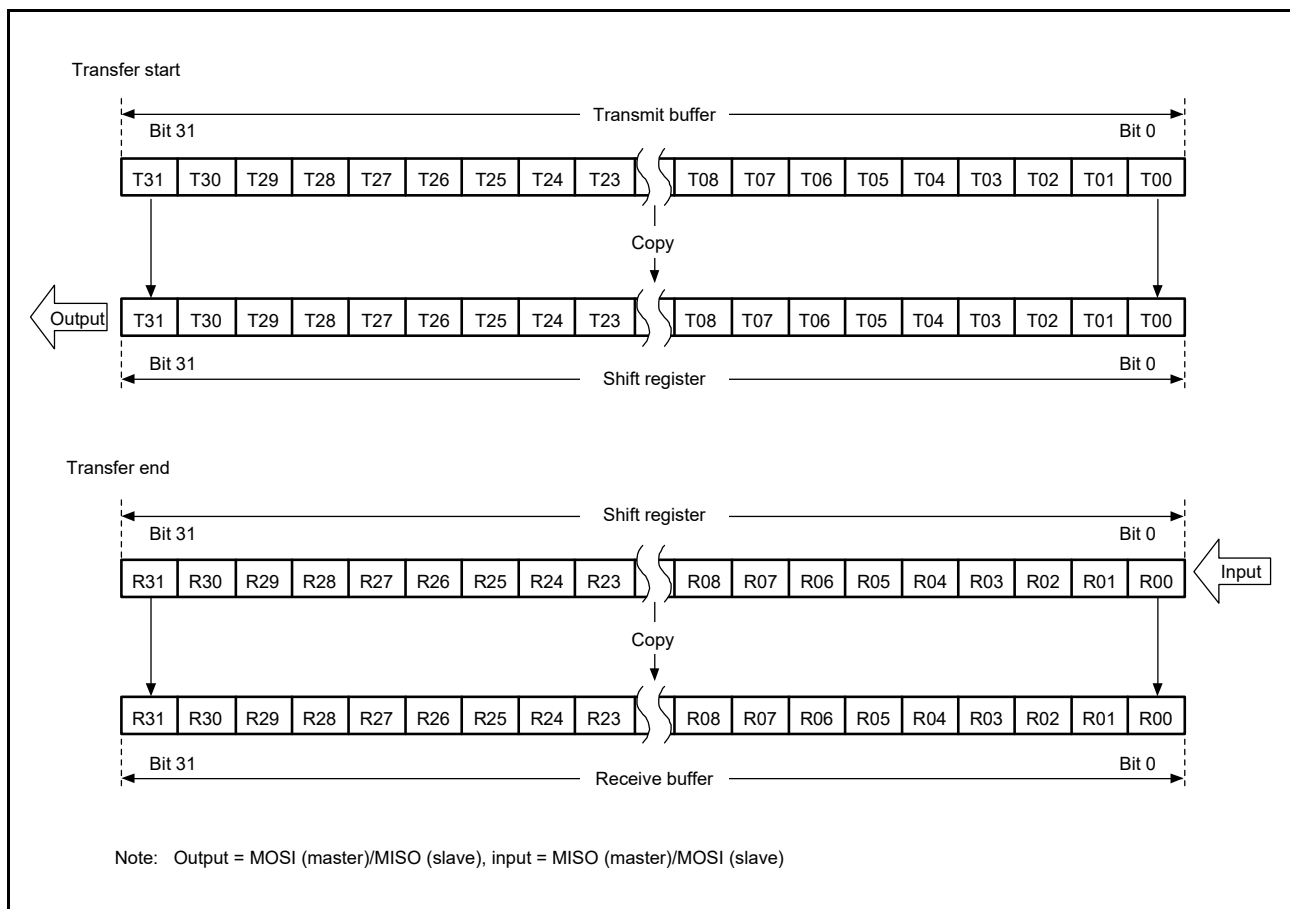 Transfer start
Transmit buffer
Bit 31 Bit 0
T31 T30 T29 T28 T27 T26 T25 T24 T23 T08 T07 T06 T05 T04 T03 T02 T01 T00
Copy
Output T31 T30 T29 T28 T27 T26 T25 T24 T23 T08 T07 T06 T05 T04 T03 T02 T01 T00
Bit 31 Bit 0
Shift register
Transfer end
Shift register
Bit 31 Bit 0
R31 R30 R29 R28 R27 R26 R25 R24 R23 R08 R07 R06 R05 R04 R03 R02 R01 R00 Input
Copy
R31 R30 R29 R28 R27 R26 R25 R24 R23 R08 R07 R06 R05 R04 R03 R02 R01 R00
Bit 31 Bit 0
Receive buffer
Note: Output = MOSI (master)/MISO (slave), input = MISO (master)/MOSI (slave)